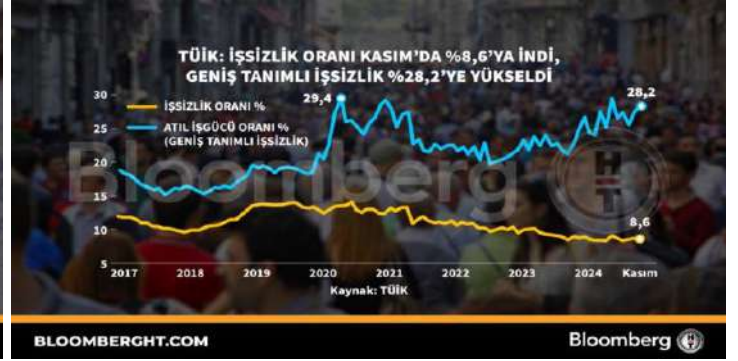 TÜİK: İŞSİZLİK ORANI KASIM’DA %8,6’YA İNDİ,
GENİŞ TANIMLI İŞSİZLİK %28,2’YE YÜKSELDİ
30
25
20
15
10
5
İŞSİZLİK ORANI %
ATIL İŞGÜCÜ ORANI %
(GENİŞ TANIMLI İŞSİZLİK)
29,4
28,2
8,6
Bloomberg HT
2017 2018 2019 2020 2021 2022 2023 2024 Kasım
Kaynak: TÜİK
BLOOMBERGHT.COM
Bloomberg HT